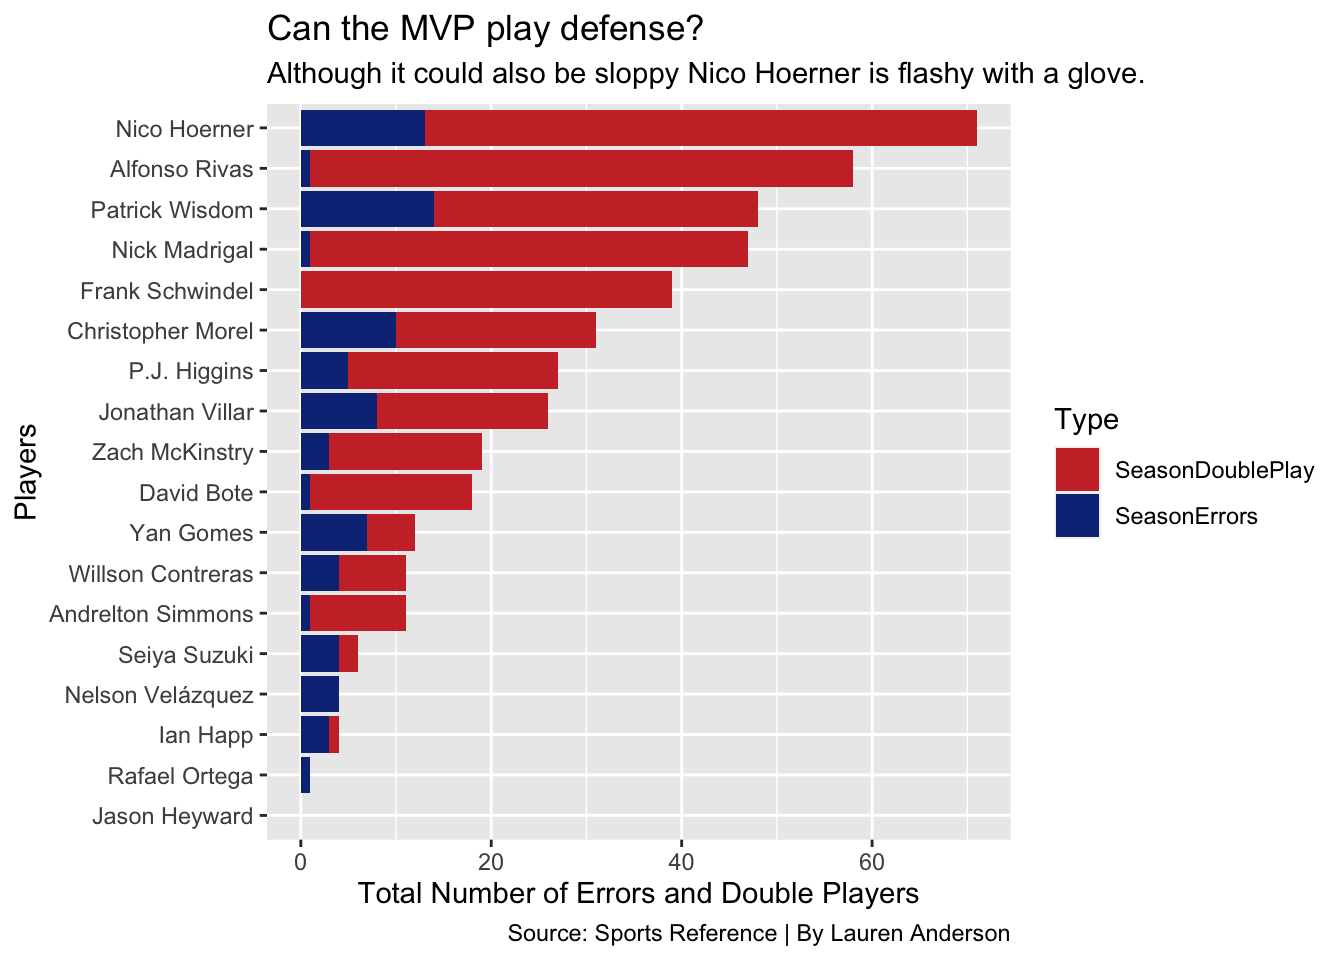 Can the MVP play defense?
Although it could also be sloppy Nico Hoerner is flashy with a glove.
Players
Nico Hoerner
Alfonso Rivas
Patrick Wisdom
Nick Madrigal
Frank Schwindel
Christopher Morel
P.J. Higgins
Jonathan Villar
Zach McKinstry
David Bote
Yan Gomes
Willson Contreras
Andrelton Simmons
Seiya Suzuki
Nelson Velázquez
Ian Happ
Rafael Ortega
Jason Heyward
0 20 40 60
Total Number of Errors and Double Players
Type
SeasonDoublePlay
SeasonErrors
Source: Sports Reference | By Lauren Anderson